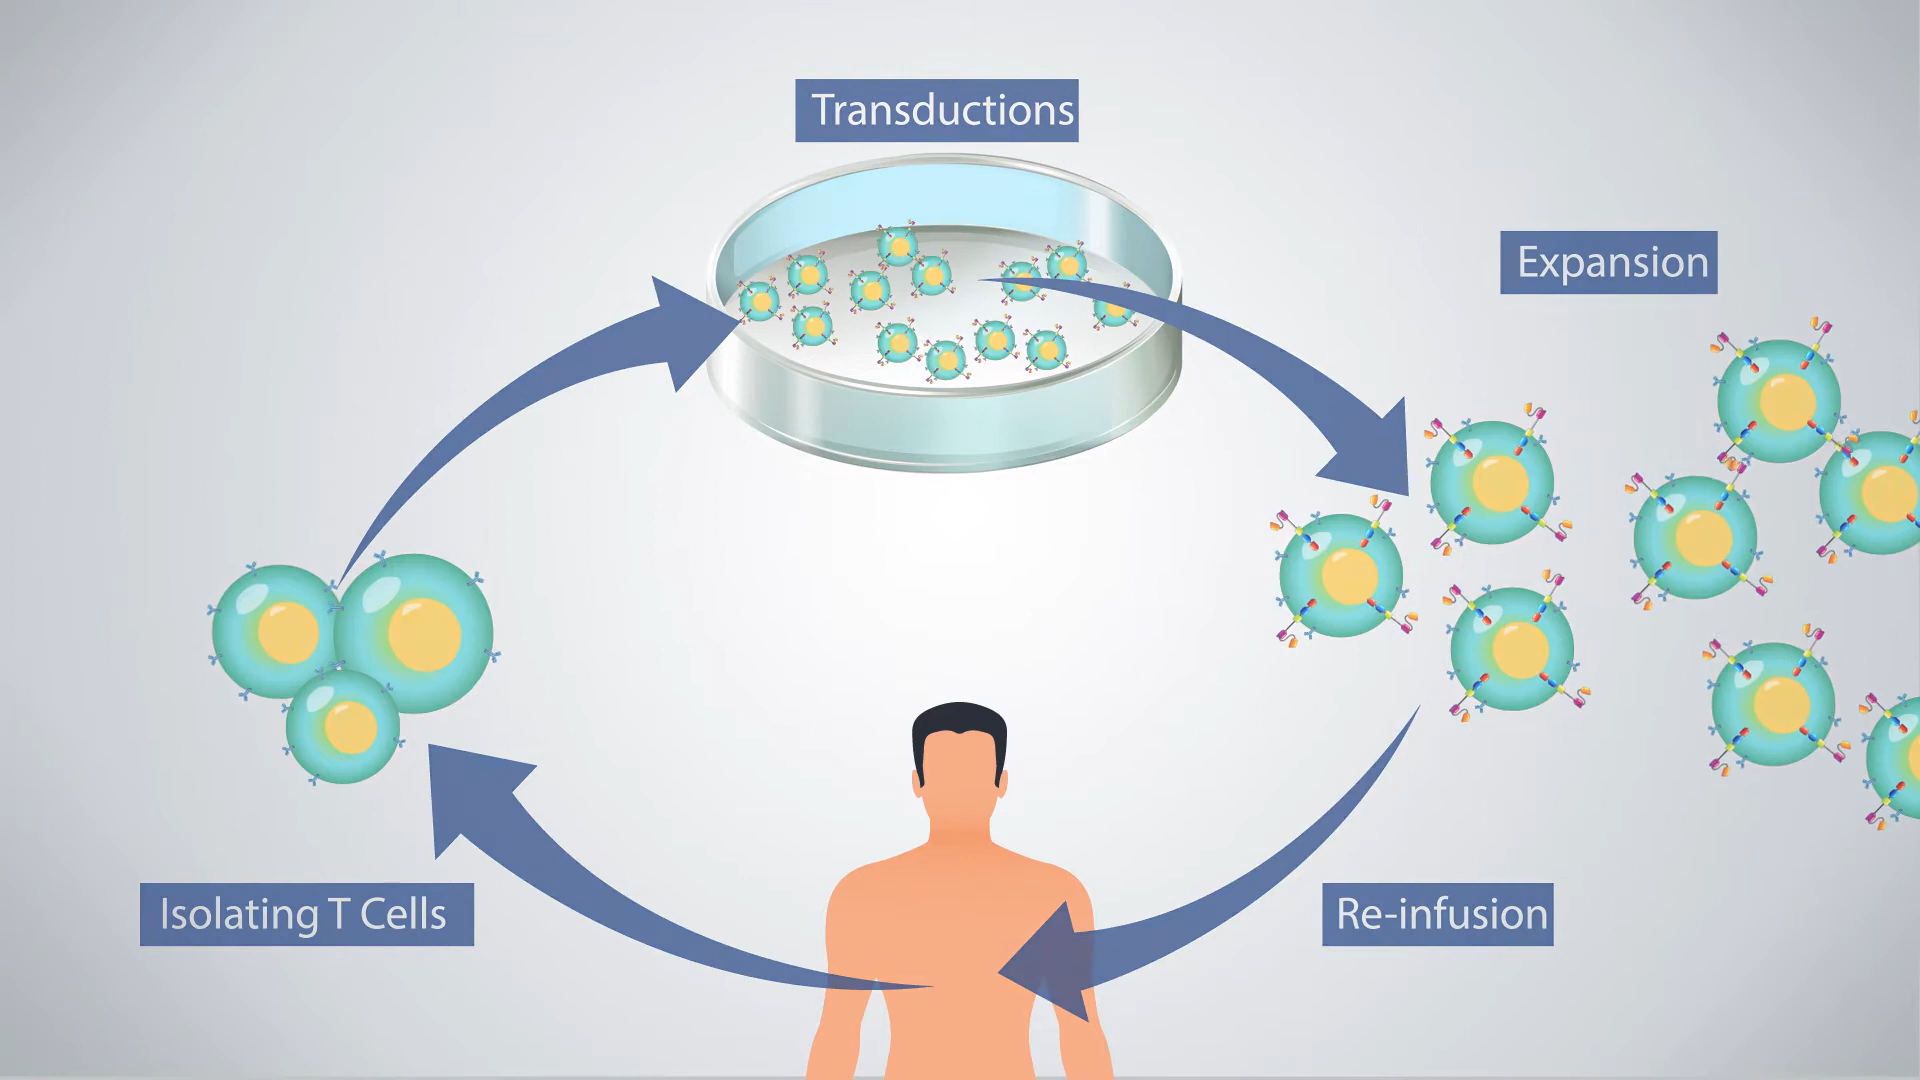 Transductions
Expansion
Isolating T Cells
Re-infusion